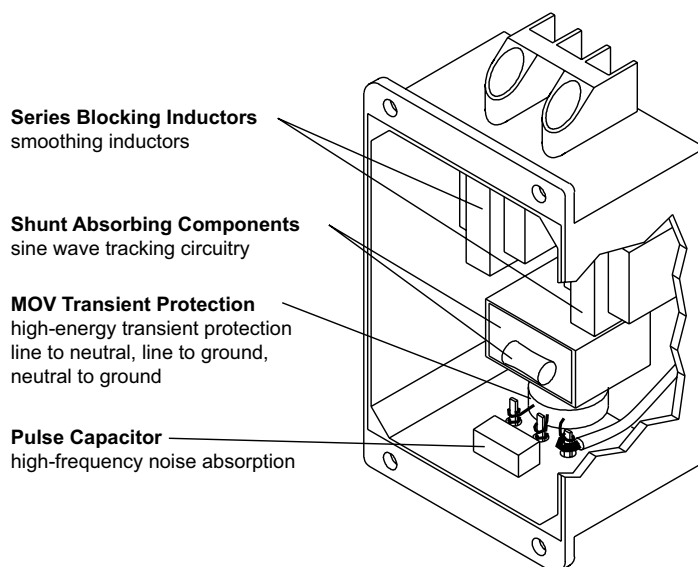 Series Blocking Inductors
smoothing inductors
Shunt Absorbing Components
sine wave tracking circuitry
MOV Transient Protection
high-energy transient protection
line to neutral, line to ground,
neutral to ground
Pulse Capacitor
high-frequency noise absorption